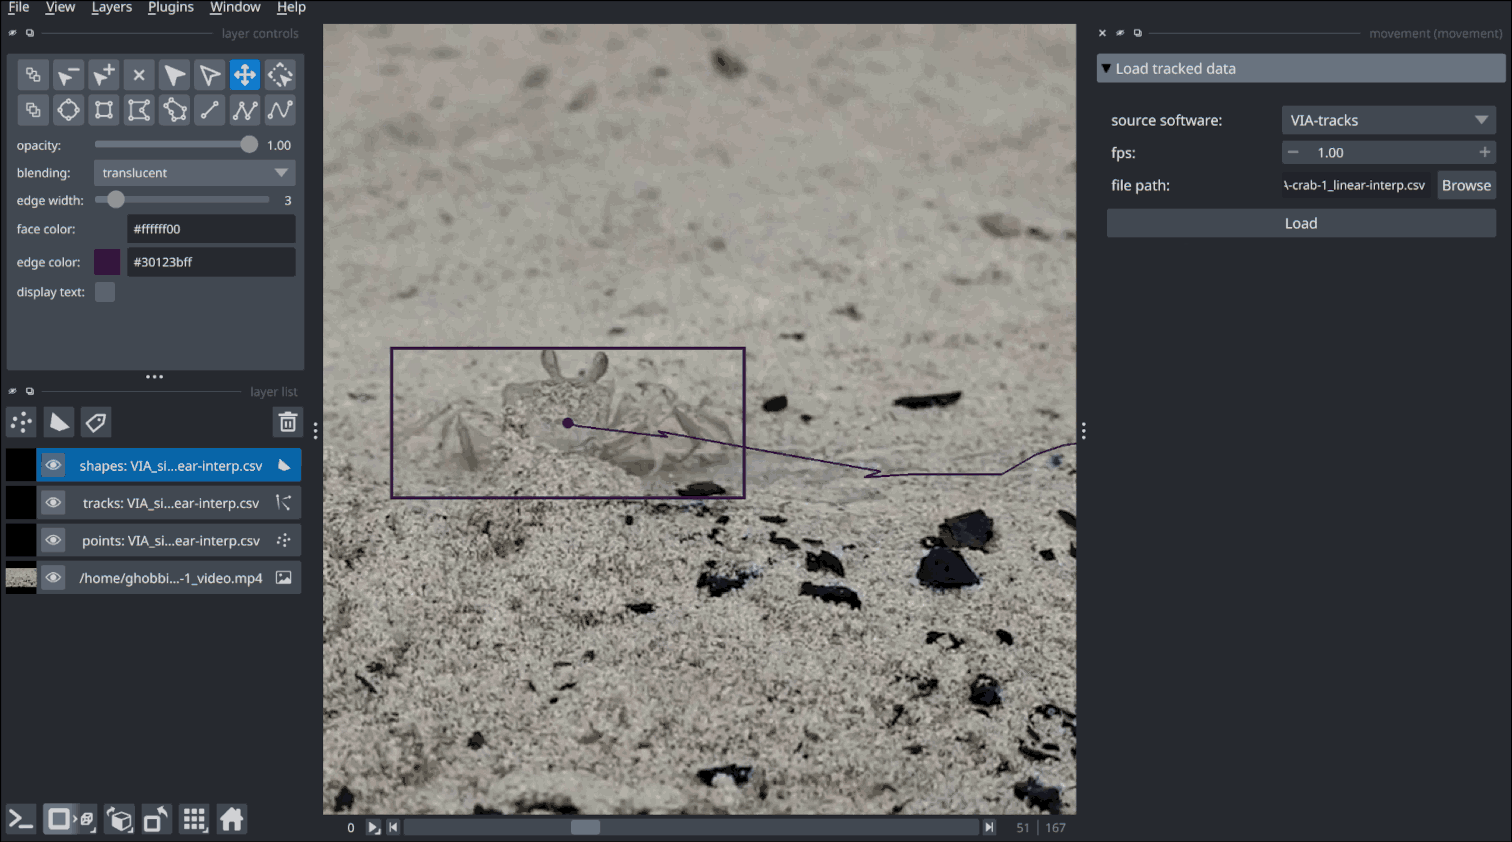 File View Layers Plugins Window Help
layer controls
opacity: 1.00
blending: translucent
edge width: 3
face color: #ffffff00
edge color: #30123bff
display text:
layer list
shapes: VIA_si...ear-interp.csv
tracks: VIA_si...ear-interp.csv
points: VIA_si...ear-interp.csv
/home/ghobbi...-1_video.mp4
0
51 | 167
movement (movement)
Load tracked data
source software: VIA-tracks
fps: 1.00
file path: -crab-1_linear-interp.csv Browse
Load